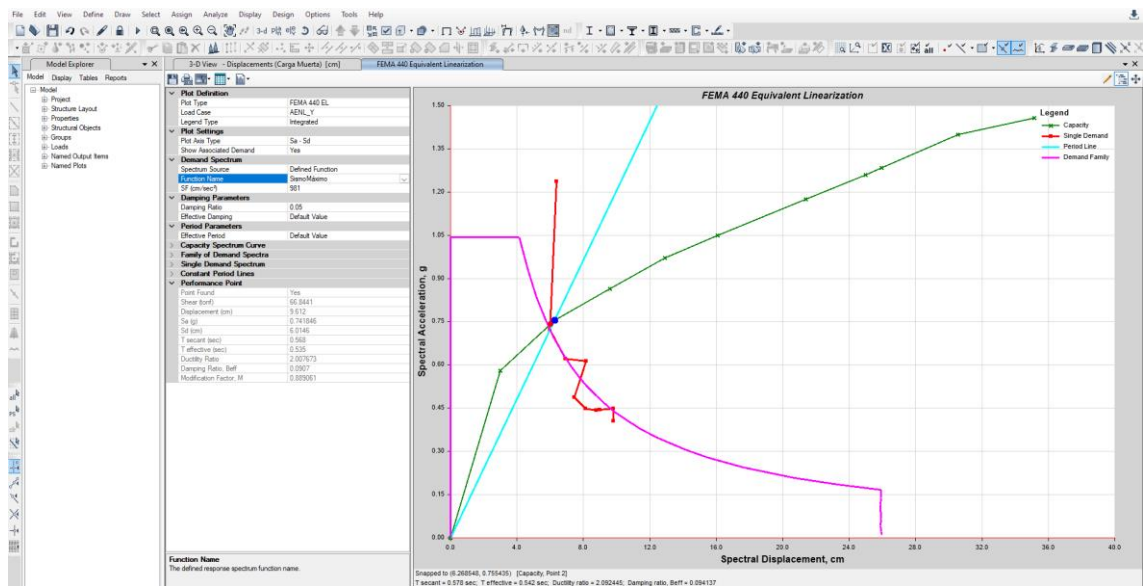 File Edit View Define Draw Select Assign Analyze Display Design Options Tools Help
Model Explorer
3-D View - Displacements (Carga Muerta) [cm]
FEMA 440 Equivalent Linearization
Model Display Tables Reports
Model
Project
Structure Layout
Properties
Structural Objects
Groups
Loads
Named Output Items
Named Plots
Plot Definition
Plot Type FEMA 440 EL
Load Case AENL_Y
Legend Type Integrated
Plot Settings
Plot Axis Type Sa - Sd
Show Associated Demand Yes
Demand Spectrum
Spectrum Source Defined Function
Function Name SismoMáximo
SF (cm/sec²) 981
Damping Parameters
Damping Ratio 0.05
Effective Damping Default Value
Period Parameters
Effective Period Default Value
Capacity Spectrum Curve
Family of Demand Spectra
Single Demand Spectrum
Constant Period Lines
Performance Point
Point Found Yes
Shear (tonf) 66.8441
Displacement (cm) 9.612
Sa (g) 0.741846
Sd (cm) 6.0146
T secant (sec) 0.568
T effective (sec) 0.535
Ductility Ratio 2.007673
Damping Ratio, Beff 0.0907
Modification Factor, M 0.889061
Function Name
The defined response spectrum function name.
FEMA 440 Equivalent Linearization
Legend
Capacity
Single Demand
Period Line
Demand Family
Spectral Acceleration, g
1.50
1.35
1.20
1.05
0.90
0.75
0.60
0.45
0.30
0.15
0.00
0.0 4.0 8.0 12.0 16.0 20.0 24.0 28.0 32.0 36.0 40.0
Spectral Displacement, cm
Snapped to (6.268548, 0.755435) [Capacity, Point 2]
T secant = 0.578 sec; T effective = 0.542 sec; Ductility ratio = 2.092445; Damping ratio, Beff = 0.094137